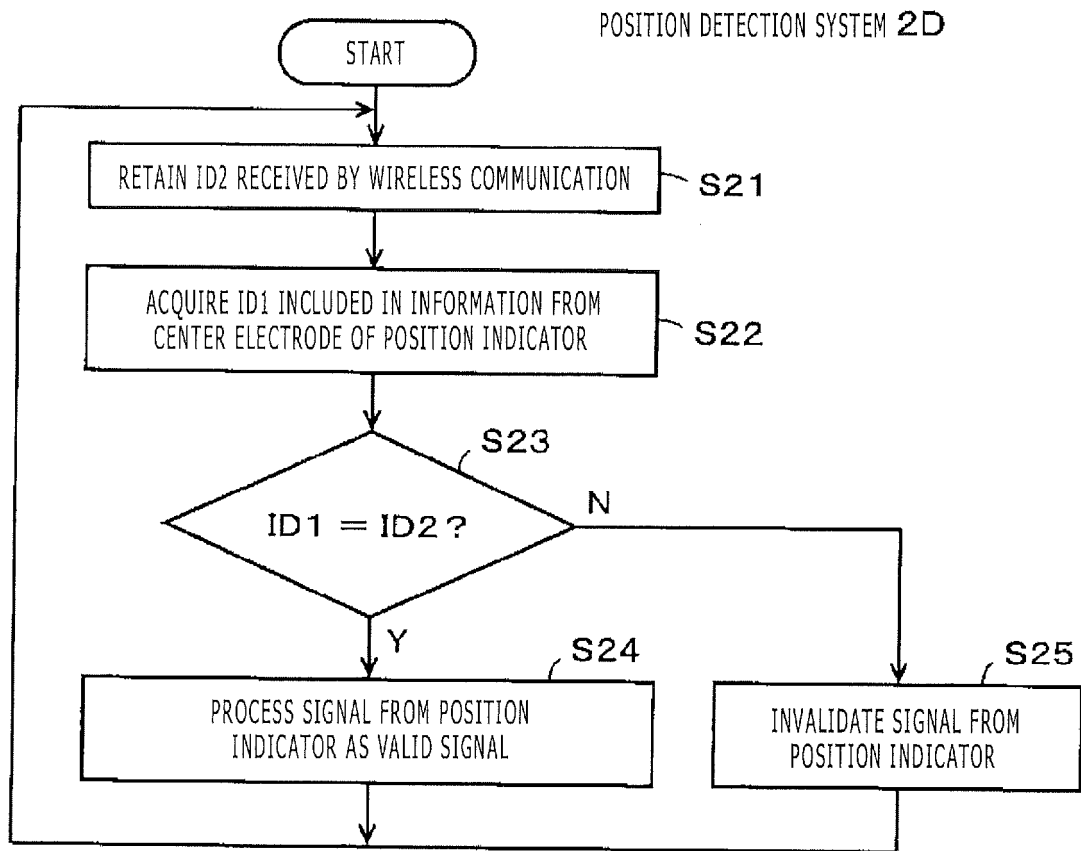 POSITION DETECTION SYSTEM 2D
START
RETAIN ID2 RECEIVED BY WIRELESS COMMUNICATION
S21
ACQUIRE ID1 INCLUDED IN INFORMATION FROM
CENTER ELECTRODE OF POSITION INDICATOR
S22
S23
ID1 = ID2?
N
Y
S24
PROCESS SIGNAL FROM POSITION
INDICATOR AS VALID SIGNAL
S25
INVALIDATE SIGNAL FROM
POSITION INDICATOR